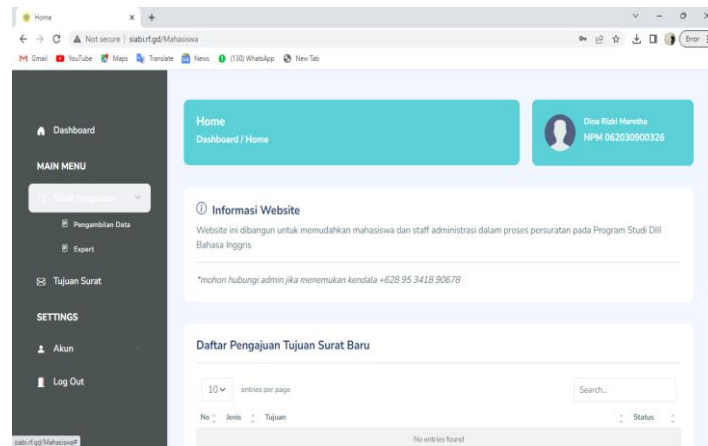 Home
Not secure siabi.rf.gd/Mahasiswa
Error
Gmail YouTube Maps Translate News (130) WhatsApp New Tab
Dashboard
MAIN MENU
Surat Pengantar
Pengambilan Data
Expert
Tujuan Surat
SETTINGS
Akun
Log Out
Home
Dashboard / Home
Dina Rizki Maretha
NPM 062030900326
Informasi Website
Website ini dibangun untuk memudahkan mahasiswa dan staff administrasi dalam proses persuratan pada Program Studi DIII
Bahasa Inggris
*mohon hubungi admin jika menemukan kendala +628 95 3418 90678
Daftar Pengajuan Tujuan Surat Baru
10 entries per page
Search...
No Jenis Tujuan Status
No entries found
siabi.rf.gd/Mahasiswa#